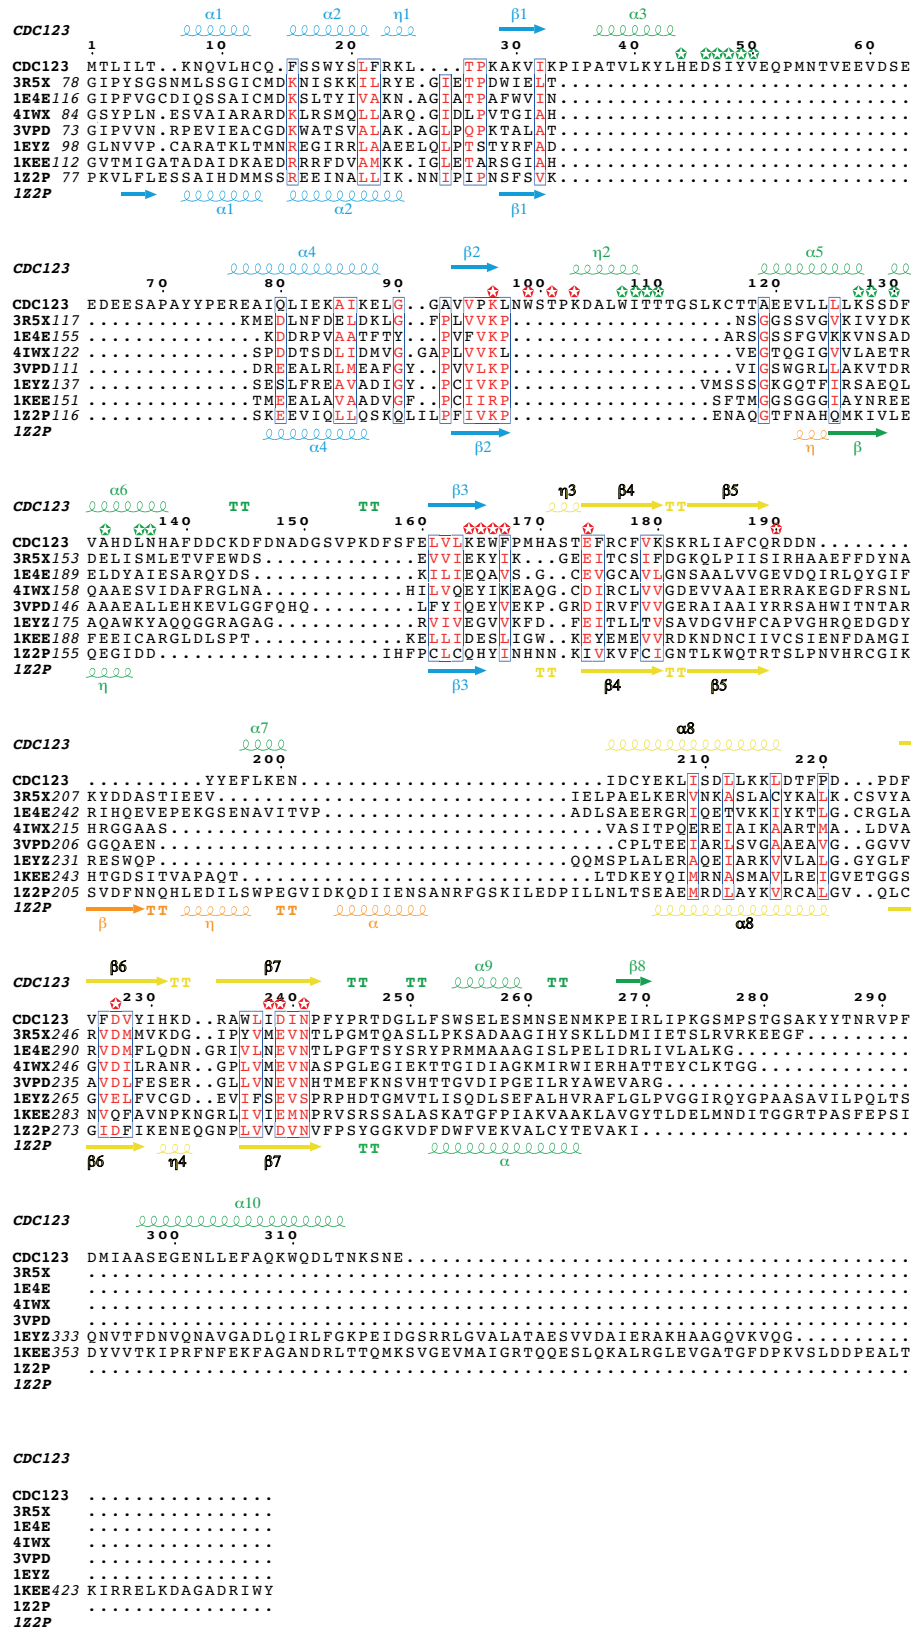 α1 α2 η1 β1 α3
CDC123
1 10 20 30 40 50 60
CDC123 MTLILT.KNQVLHCQ.FSSWYSLFRKL....TPKAKVIKPIPATVLKYLHEDSIYVEQPMNTVEEVDSE
3R5X 78 GIPYSGSNMLSSGICMDKNISKKILRYE.GIETPDWIELT..............................
1E4E 116 GIPFVGCDIQSSAICMDKSLTYIVAKN.AGIATPAFWVIN..............................
4IWX 84 GSYPLN.ESVAIARARDKLRSMQLLARQ.GIDLPVTGIAH..............................
3VPD 73 GIPVVN.RPEVIEACGDKWATSVALAK.AGLPQPKTALAT..............................
1EYZ 98 GLNVVP.CARATKLTMNREGIRRLAAEELQLPTSTYRFAD..............................
1KEE 112 GVTMIGATADAIDKAEDRRRFDVAMKK.IGLETARSGIAH..............................
1Z2P 77 PKVLFLESSAIHDMMSSREEINALLIK.NNIPIPNSFSVK..............................
1Z2P
α1 α2 β1
α4 β2 η2 α5
CDC123
70 80 90 100 110 120 130
CDC123 EDEESAAYYEYREAIQLIEKAIKELG..GAVVPKLNWSTPKDALWITTTGSLKCTTAEEVLLLLKSSDF
3R5X 117 .............KMEDLNFDELDKLG..FPLVVKP...................NSGGSSVGVKIVYDK
1E4E 155 ...............KDDRPVAATFTY...PVFVKP..................ARSGSSFGVKKVNSAD
4IWX 122 ..............SPDDTSDLIDMVG.GAPLVVKL...................VEGTQGIGVVLAETR
3VPD 111 .............DREEALRLMEAFGY..PVVLKP...................VIGSWGRLLAKVTDR
1EYZ 137 .............SESLFREAVADIGY..PCIVKP..................VMSSSGKGQTFIRSAEQL
1KEE 151 .............TMEEALAVAADVGF..PCIIRP..................SFTMGGSGGGIAYNREE
1Z2P 116 ..............SKEEVIQLLQSKQLILPFIVKP..................ENAQGTFNAHQMKIVLE
1Z2P
α4 β2 η β
α6 TT TT β3 η3 β4 TT β5
CDC123
140 150 160 170 180 190
CDC123 VAHDLNHAFDDCKDFDNADGSVPKDFSFELVLKEWFPMHASTEFRCFVKSKRLIAFCQRDDN........
3R5X 153 DELISMLETVFEWDS.............EVVIEKYIK...GEEITCSIFDGKQLPIISIRHAAEFFDYNA
1E4E 189 ELDYAIESARQYDS..............KILIEQAVS.G..CEVGCAVLGNSAALVVGEVDQIRLQYGIF
4IWX 215 QAAESVIDAFRGLNA.............HILVQEYIKEAQG.CDIRCLVVGDEVVAAIERRAKEGDFRSNL
3VPD 146 AAAEALLEHKEVLGGFQHQ.........LFYIQEYVEKP..GRDIRVFVVGERAIAAIYRRSAHWITNTAR
1EYZ 175 AQAWKYAQQGGRAGAG............RVIVEGVVKFD..FEITLLTVSAVDGVHFCAPVGHRQEDGDY
1KEE 188 FEEICARGLDLSPT...........KELLIDESLIGW..KEYEMEVVRDKNDNCIIVCSIENFDAMGI
1Z2P 155 QEGIDD................IHFPCLCQHYINHNN.KIVKVFCIGNTLKWQTRTSLPNVHRCGIK
1Z2P
η β3 TT β4 TT β5
α7 α8
CDC123
200 210 220
CDC123 ..........YYEFLKEN...........................IDCYEKLISDLLKKLDTFPD...PDF
3R5X 207 KYDDASTIEEV..............................IELPAELKERVNKASLACYKALK.CSVYA
1E4E 242 RIHQEVEPEKGSENAVITVP.....................ADLSAEERGRIQETVKKIYKTLG.CRGLA
4IWX 215 HRGGAAS.....................................VASITPQEREIAIKAARTMA..LDVA
3VPD 206 GGQAEN......................................CPLTEEIARLSVGAAEAVG..GGVV
1EYZ 231 RESWQP...................................QQMSPLALERAQEIARKVVLALG.GYGLF
1KEE 243 HTGDSITVAPAQT..............................LTDKEYQIMRNASMAVLREIGVETGGS
1Z2P 205 SVDFNNQHLEDILSWPEGVIDKQDIIENSANRFGSKILEDPILLNLTSEAEMRDLAYKVRCALGV..QLC
1Z2P
β TT η TT α α8
β6 TT β7 TT TT α9 TT β8
CDC123
230 240 250 260 270 280 290
CDC123 VFDVYIHKD..RAWLIDINPFYPRTDGLLFSWSELESMNSENMKPEIRLIPKGSMPSTGSAKYYTNRVPF
3R5X 246 RVDMMVKDG...IPYVMEVNTLPGMTQASLLPKSADAAGIHYSKLLDMIIETSLRVRKEEGF........
1E4E 290 RVDMFLQDN.GRIVLNEVNTLPGFTSYSRYPRMMAAAGISLPELIDRLIVLALKG...............
4IWX 246 GVDILRANR..GPLVMEVNASPGLEGIEKTTGIDIAGKMIRWIERHATTEYCLKTGG.............
3VPD 235 AVDLFESER..GLLVNEVNHTMEFKNSVHTTGVDIPGEILRYAWEVARG.....................
1EYZ 265 GVELFVCGD..EVIFSEVSPRPHDTGMVTLISQDLSEFALHVRAFLGLPVGGIRQYGPAASAVILPQLTS
1KEE 283 NVQFAVNPKNGRLIVIEMNPRVSRSSALASKATGFPIAKVAAKLAVGYTLDELMNDITGGRTPASFEPSI
1Z2P 273 GIDFIKENEQGNPLVVDVNVFPSYGGKVDFDWFVEKVALCYTEVAKI.......................
1Z2P
β6 η4 β7 TT α
α10
CDC123
300 310
CDC123 DMIAASEGENLLEFAQKWQDLTNKSNE...........................................
3R5X ......................................................................
1E4E ......................................................................
4IWX ......................................................................
3VPD ......................................................................
1EYZ 333 QNVTFDNVQNAVGADLQIRLFGKPEIDGSRRLGVALATAESVVDAIERAKHAAGQVKVQG..........
1KEE 353 DYVVTKIPRFNFEKFAGANDRLTTQMKSVGEVMAIGRTQQESLQKALRGLEVGATGFDPKVSLDDPEALT
1Z2P ......................................................................
1Z2P
CDC123
CDC123 ................
3R5X ................
1E4E ................
4IWX ................
3VPD ................
1EYZ ................
1KEE 423 KIRRELKDAGADRIWY
1Z2P ................
1Z2P